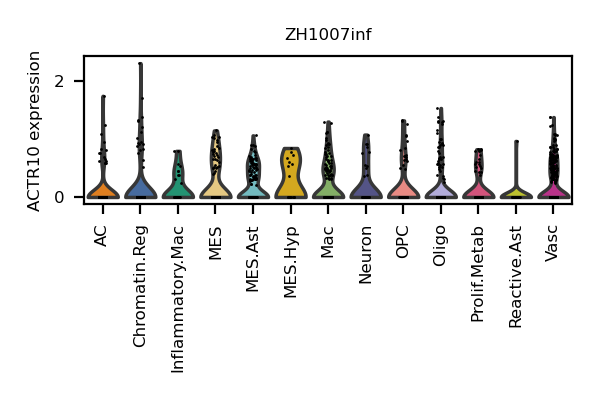 ZH1007inf
ACTR10 expression
2
0
AC
Chromatin.Reg
Inflammatory.Mac
MES
MES.Ast
MES.Hyp
Mac
Neuron
OPC
Oligo
Prolif.Metab
Reactive.Ast
Vasc